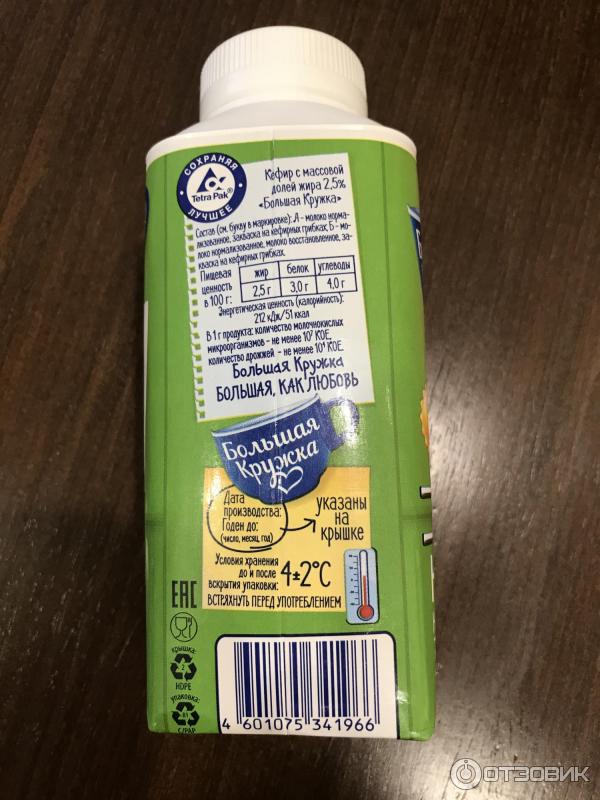 СОХРАНЯЯ
Tetra Pak®
ЛУЧШЕЕ
Кефир с массовой
долей жира 2,5%
«Большая Кружка»
Состав (см. букву в маркировке): А - молоко норма-
лизованное, закваска на кефирных грибках; Б - мо-
локо нормализованное, молоко восстановленное, за-
кваска на кефирных грибках.
Пищевая ценность в 100 г:
жир белок углеводы
2,5 г 3,0 г 4,0 г
Энергетическая ценность (калорийность):
212 кДж/51 ккал
В 1 г продукта: количество молочнокислых
микроорганизмов - не менее 10⁷ КОЕ,
количество дрожжей - не менее 10⁴ КОЕ.
Большая Кружка
БОЛЬШАЯ, КАК ЛЮБОВЬ
Большая
Кружка
Дата
производства:
Годен до:
(число, месяц, год)
указаны
на
крышке
Условия хранения
до и после
вскрытия упаковки:
4±2°C
ВСТРЯХНУТЬ ПЕРЕД УПОТРЕБЛЕНИЕМ
EAC
крышка:
2
HDPE
упаковка:
81
C/PAP
4 601075 341966
ОТЗОВИК